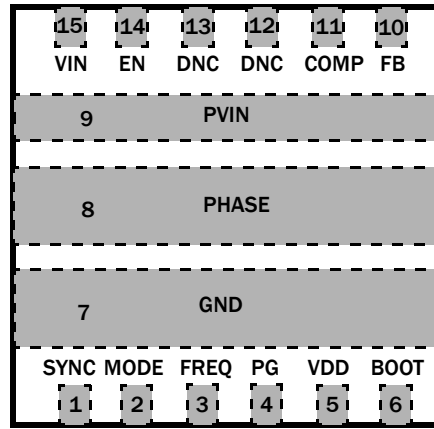 15 14 13 12 11 10
VIN EN DNC DNC COMP FB
9 PVIN
8 PHASE
7 GND
SYNC MODE FREQ PG VDD BOOT
1 2 3 4 5 6